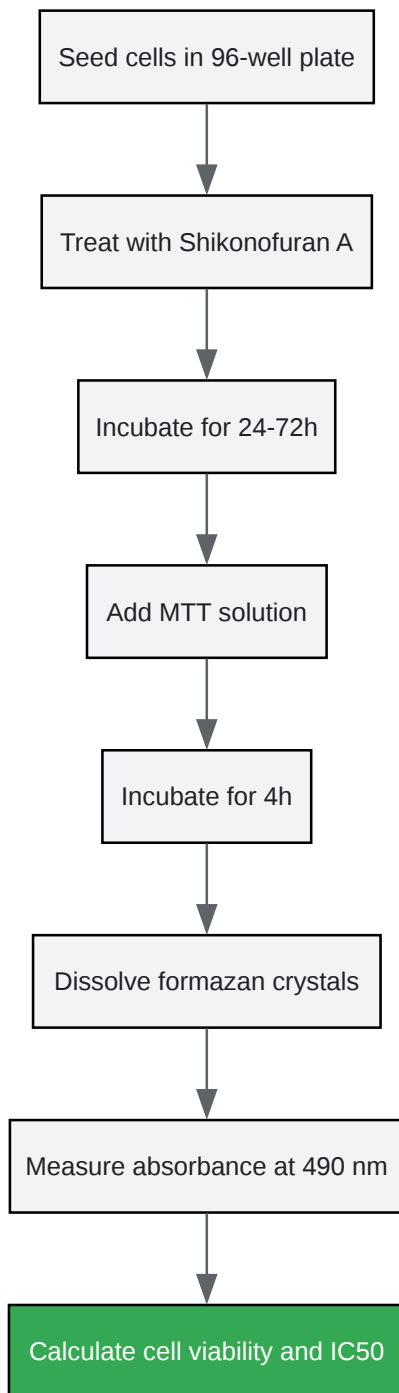 Seed cells in 96-well plate
Treat with Shikonofuran A
Incubate for 24-72h
Add MTT solution
Incubate for 4h
Dissolve formazan crystals
Measure absorbance at 490 nm
Calculate cell viability and IC50